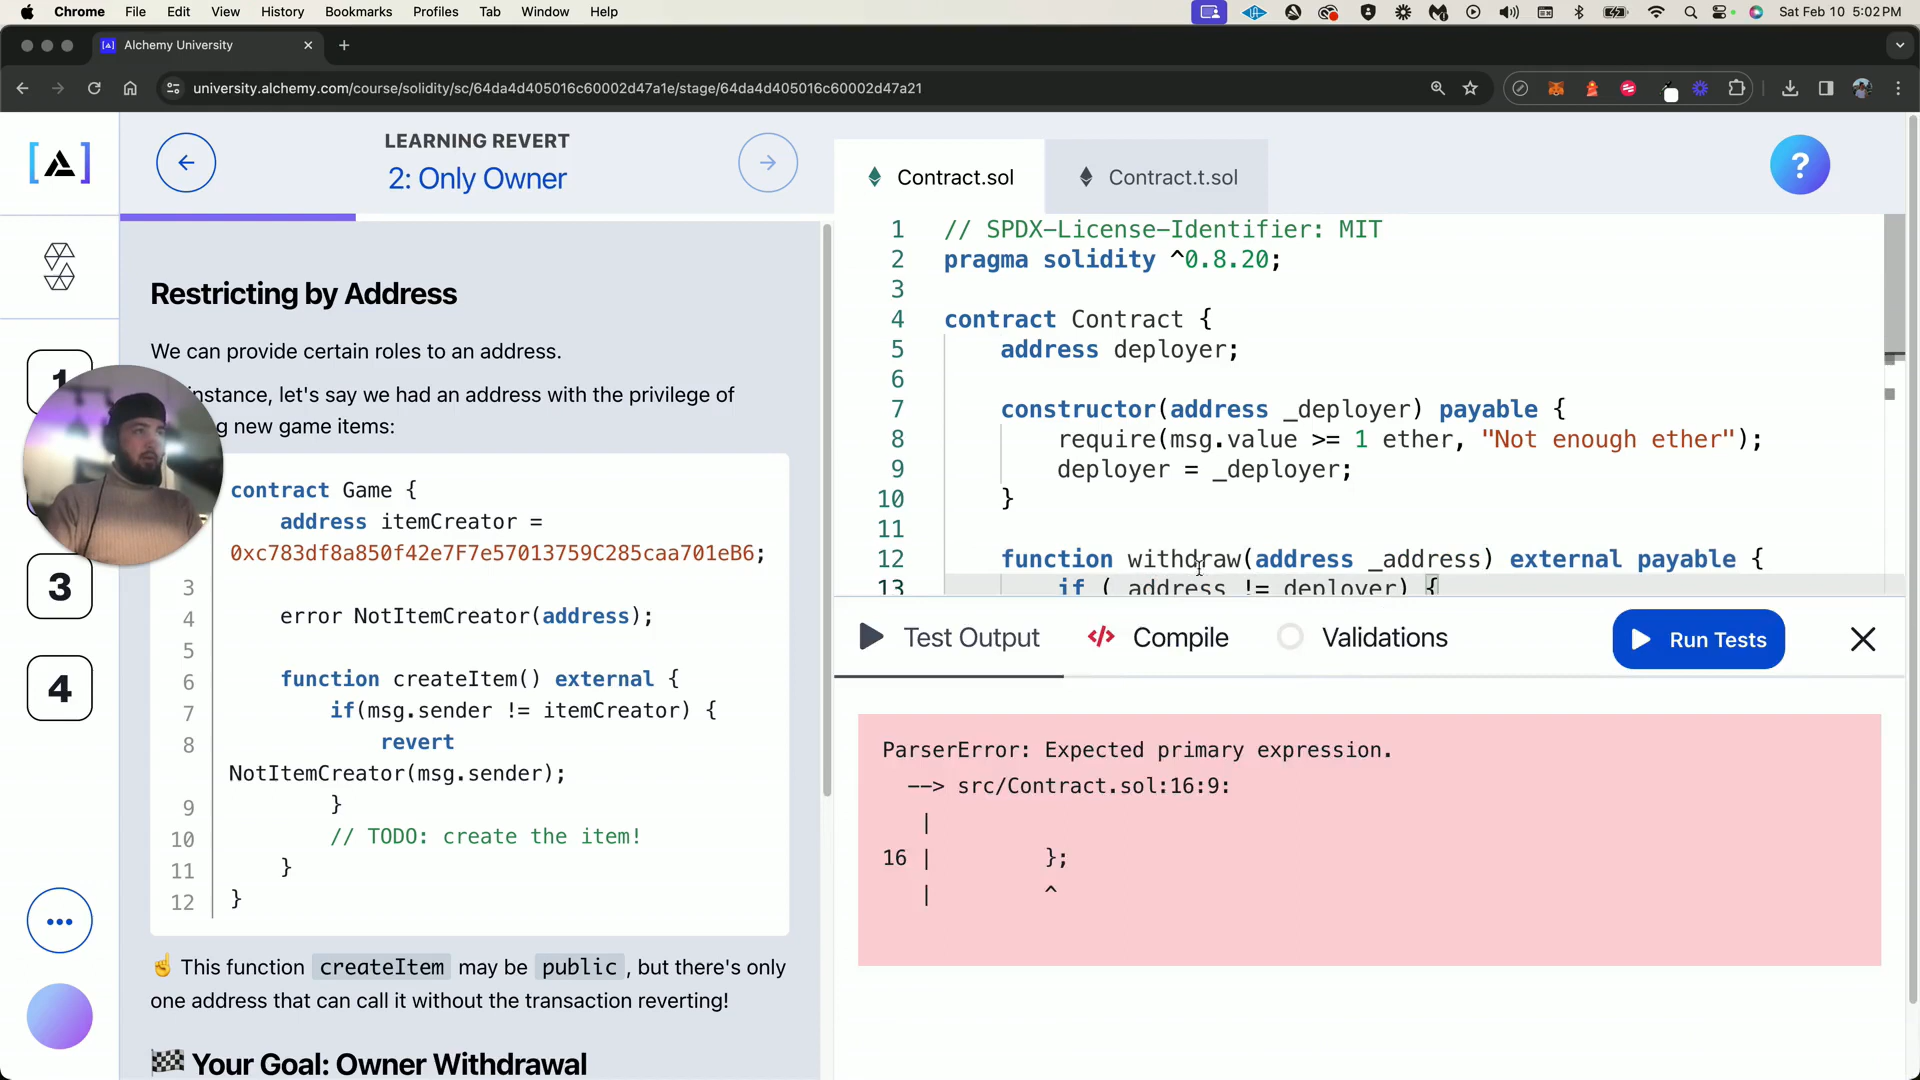 Chrome File Edit View History Bookmarks Profiles Tab Window Help
Sat Feb 10 5:02 PM
Alchemy University
university.alchemy.com/course/solidity/sc/64da4d405016c60002d47a1e/stage/64da4d405016c60002d47a21
LEARNING REVERT
2: Only Owner
Restricting by Address
We can provide certain roles to an address.
instance, let's say we had an address with the privilege of
new game items:
contract Game {
address itemCreator =
0xc783df8a850f42e7F7e57013759C285caa701eB6;
3
4 error NotItemCreator(address);
5
6 function createItem() external {
7 if(msg.sender != itemCreator) {
8 revert
NotItemCreator(msg.sender);
9 }
10 // TODO: create the item!
11 }
12 }
☝ This function createItem may be public , but there's only
one address that can call it without the transaction reverting!
🏁 Your Goal: Owner Withdrawal
1
3
4
Contract.sol
Contract.t.sol
?
1 // SPDX-License-Identifier: MIT
2 pragma solidity ^0.8.20;
3
4 contract Contract {
5 address deployer;
6
7 constructor(address _deployer) payable {
8 require(msg.value >= 1 ether, "Not enough ether");
9 deployer = _deployer;
10 }
11
12 function withdraw(address _address) external payable {
13 if (_address != deployer) {
Test Output
</> Compile
Validations
Run Tests
ParserError: Expected primary expression.
--> src/Contract.sol:16:9:
|
16 | };
| ^